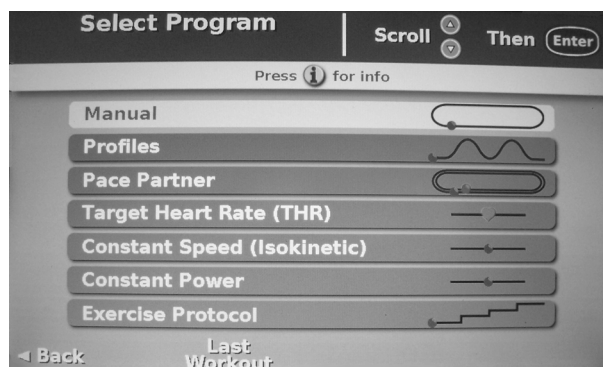 Select Program
Scroll Then Enter
Press i for info
Manual
Profiles
Pace Partner
Target Heart Rate (THR)
Constant Speed (Isokinetic)
Constant Power
Exercise Protocol
Back
Last
Workout